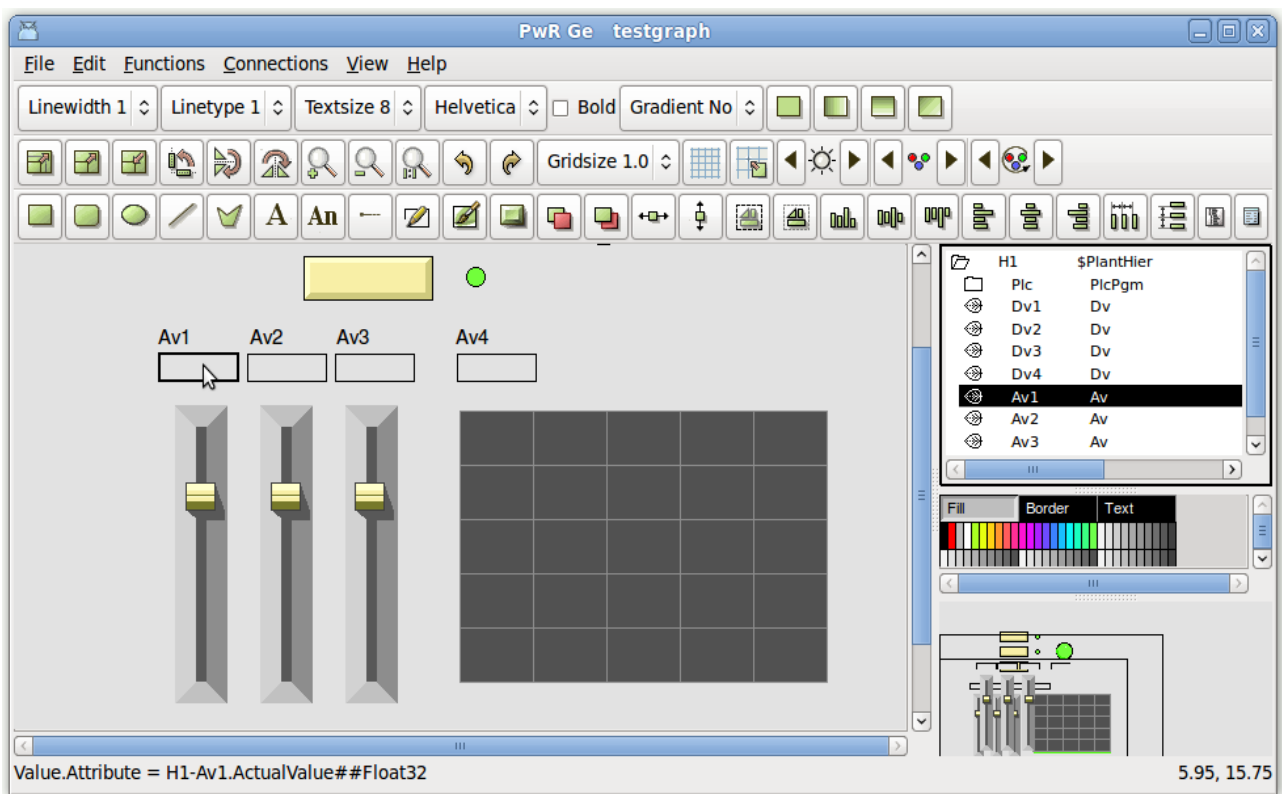 PwR Ge testgraph
File Edit Functions Connections View Help
Linewidth 1 Linetype 1 Textsize 8 Helvetica Bold Gradient No
1:1 Gridsize 1.0
A An
H1 $PlantHier
Plc PlcPgm
Dv1 Dv
Dv2 Dv
Dv3 Dv
Dv4 Dv
Av1 Av
Av2 Av
Av3 Av
Av1 Av2 Av3 Av4
Fill Border Text
Value.Attribute = H1-Av1.ActualValue##Float32 5.95, 15.75